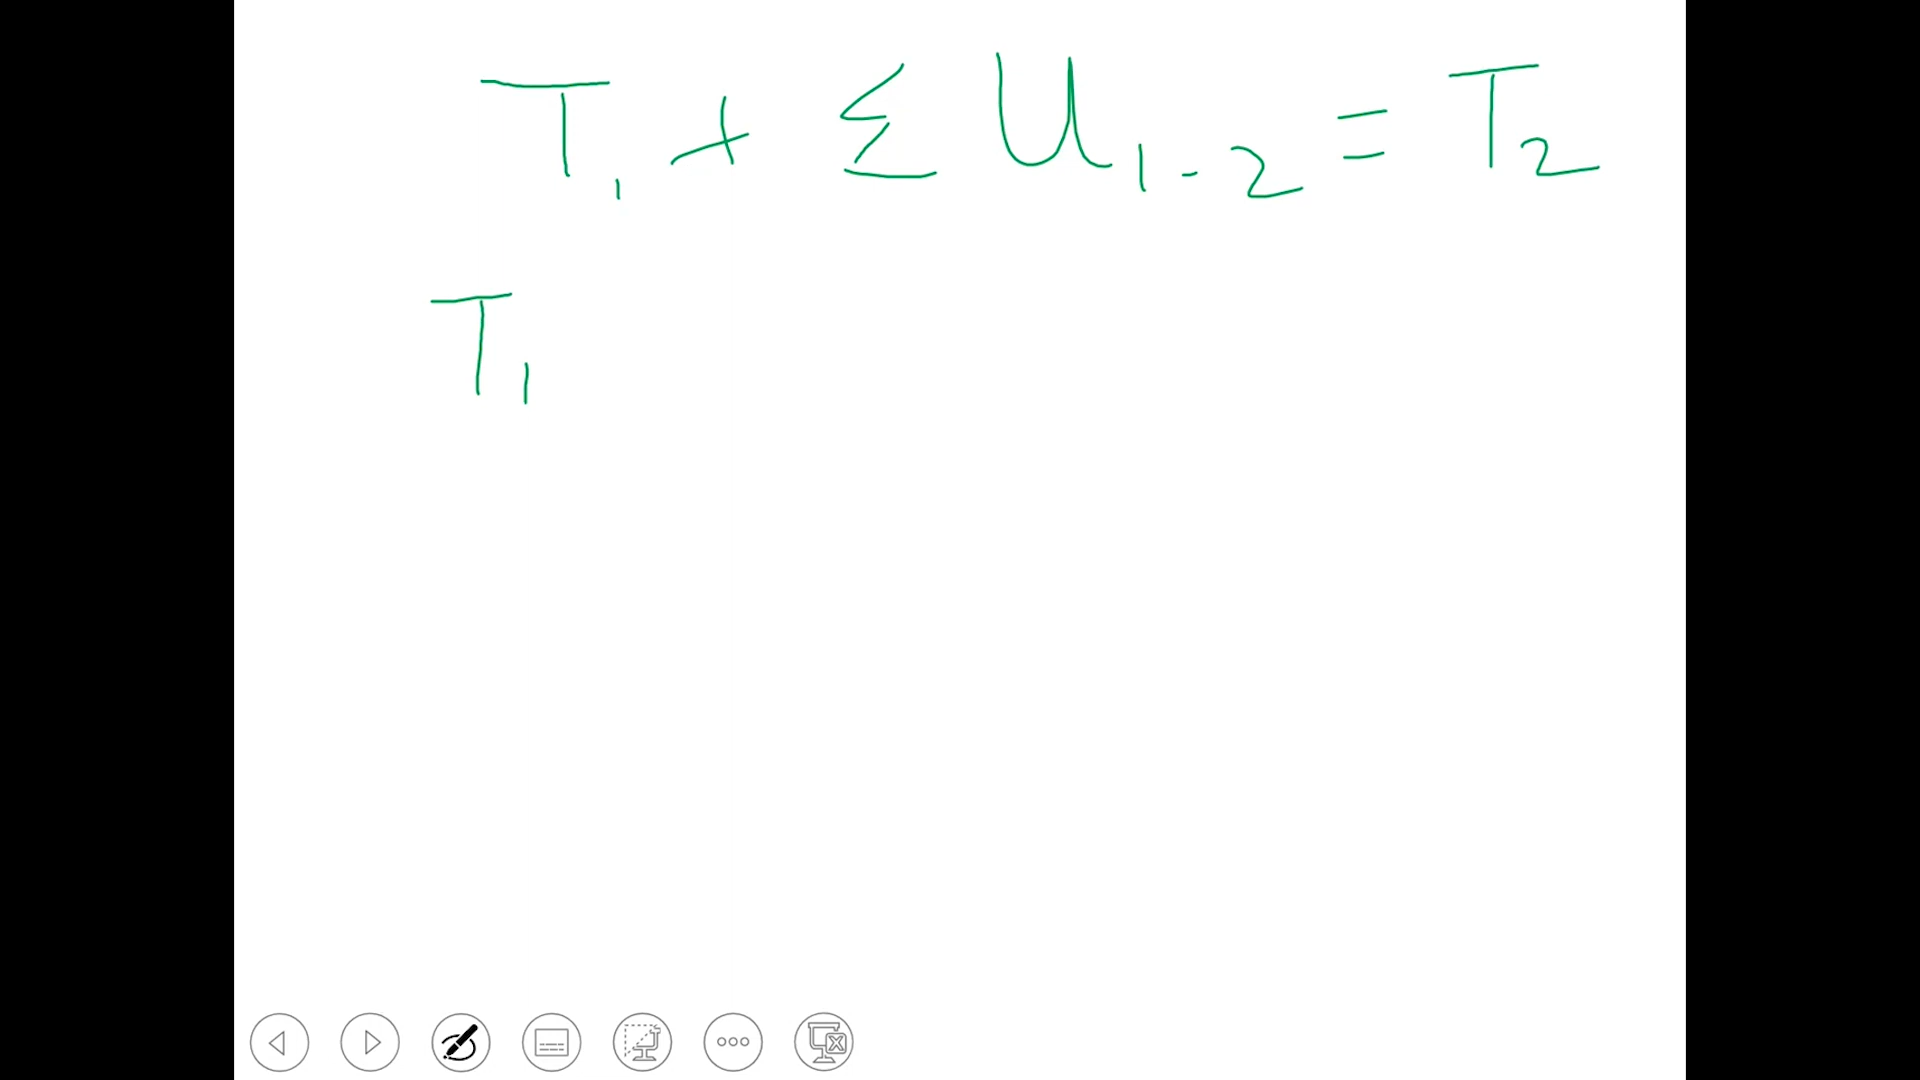 T₁ + Σ U₁₋₂ = T₂
T₁